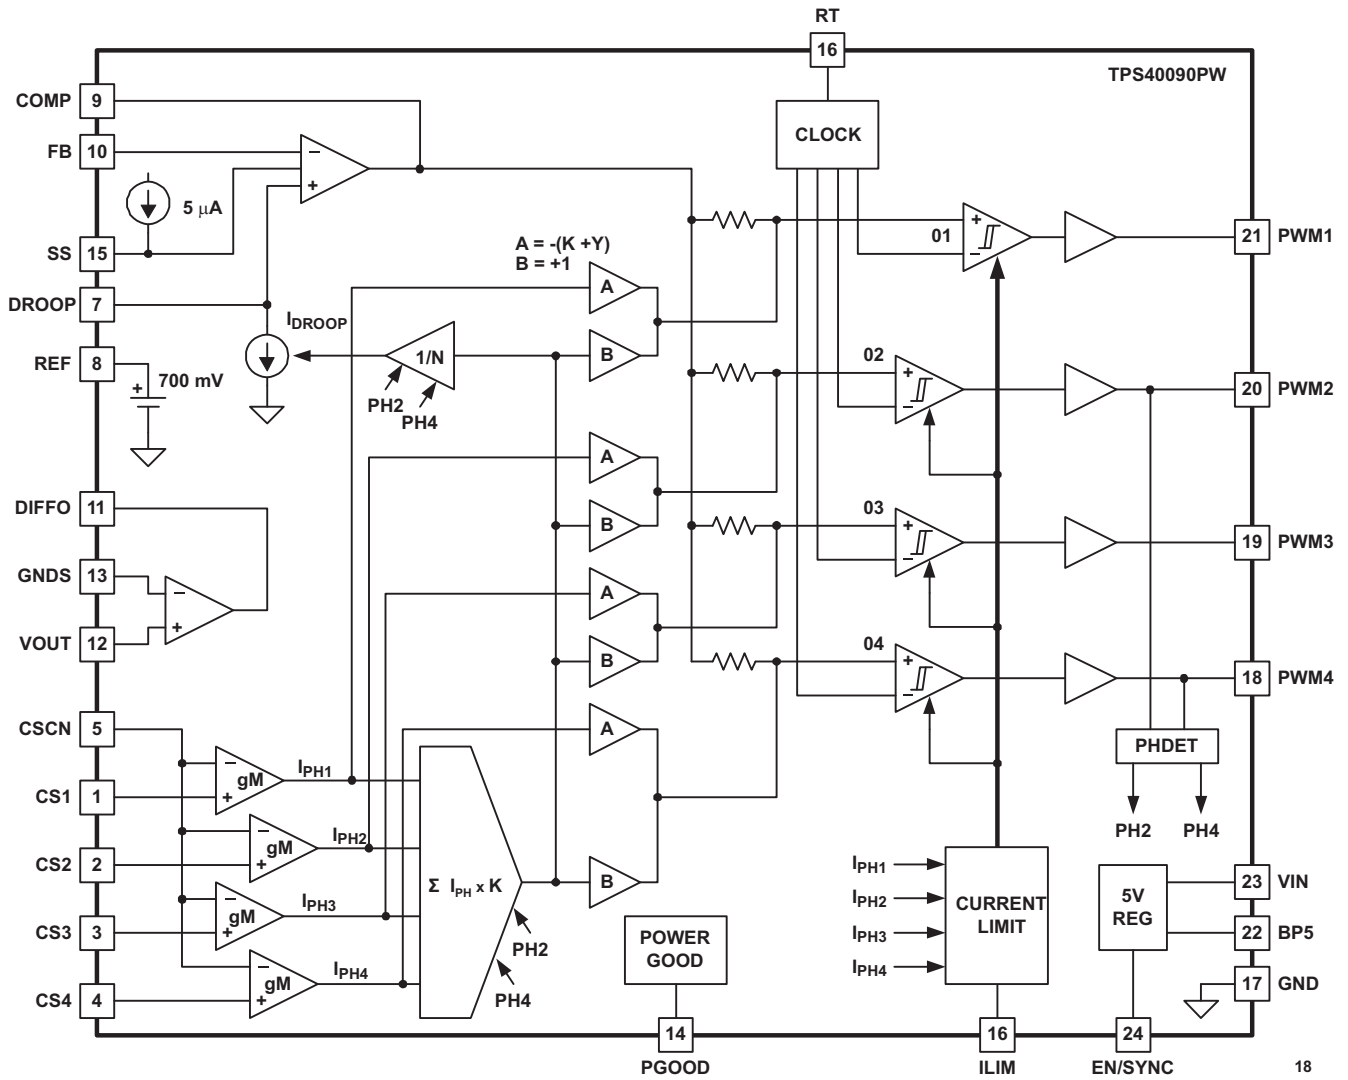 RT
16
TPS40090PW
COMP 9
CLOCK
FB 10
−
+
5 μA
SS 15
A = -(K +Y)
B = +1
01
+
−
21 PWM1
DROOP 7
A
IDROOP
REF 8
+
700 mV
1/N
B
PH2
PH4
02
+
−
20 PWM2
A
DIFFO 11
B
03
+
−
19 PWM3
GNDS 13
−
+
VOUT 12
A
B
04
+
−
18 PWM4
CSCN 5
A
PHDET
−
gM
+
IPH1
CS1 1
PH2
PH4
−
gM
+
IPH2
CS2 2
Σ IPH x K
B
IPH1
IPH2
IPH3
IPH4
CURRENT
LIMIT
5V
REG
23 VIN
22 BP5
−
gM
+
IPH3
CS3 3
PH2
PH4
POWER
GOOD
−
gM
+
IPH4
CS4 4
17 GND
14
16
24
PGOOD
ILIM
EN/SYNC
18